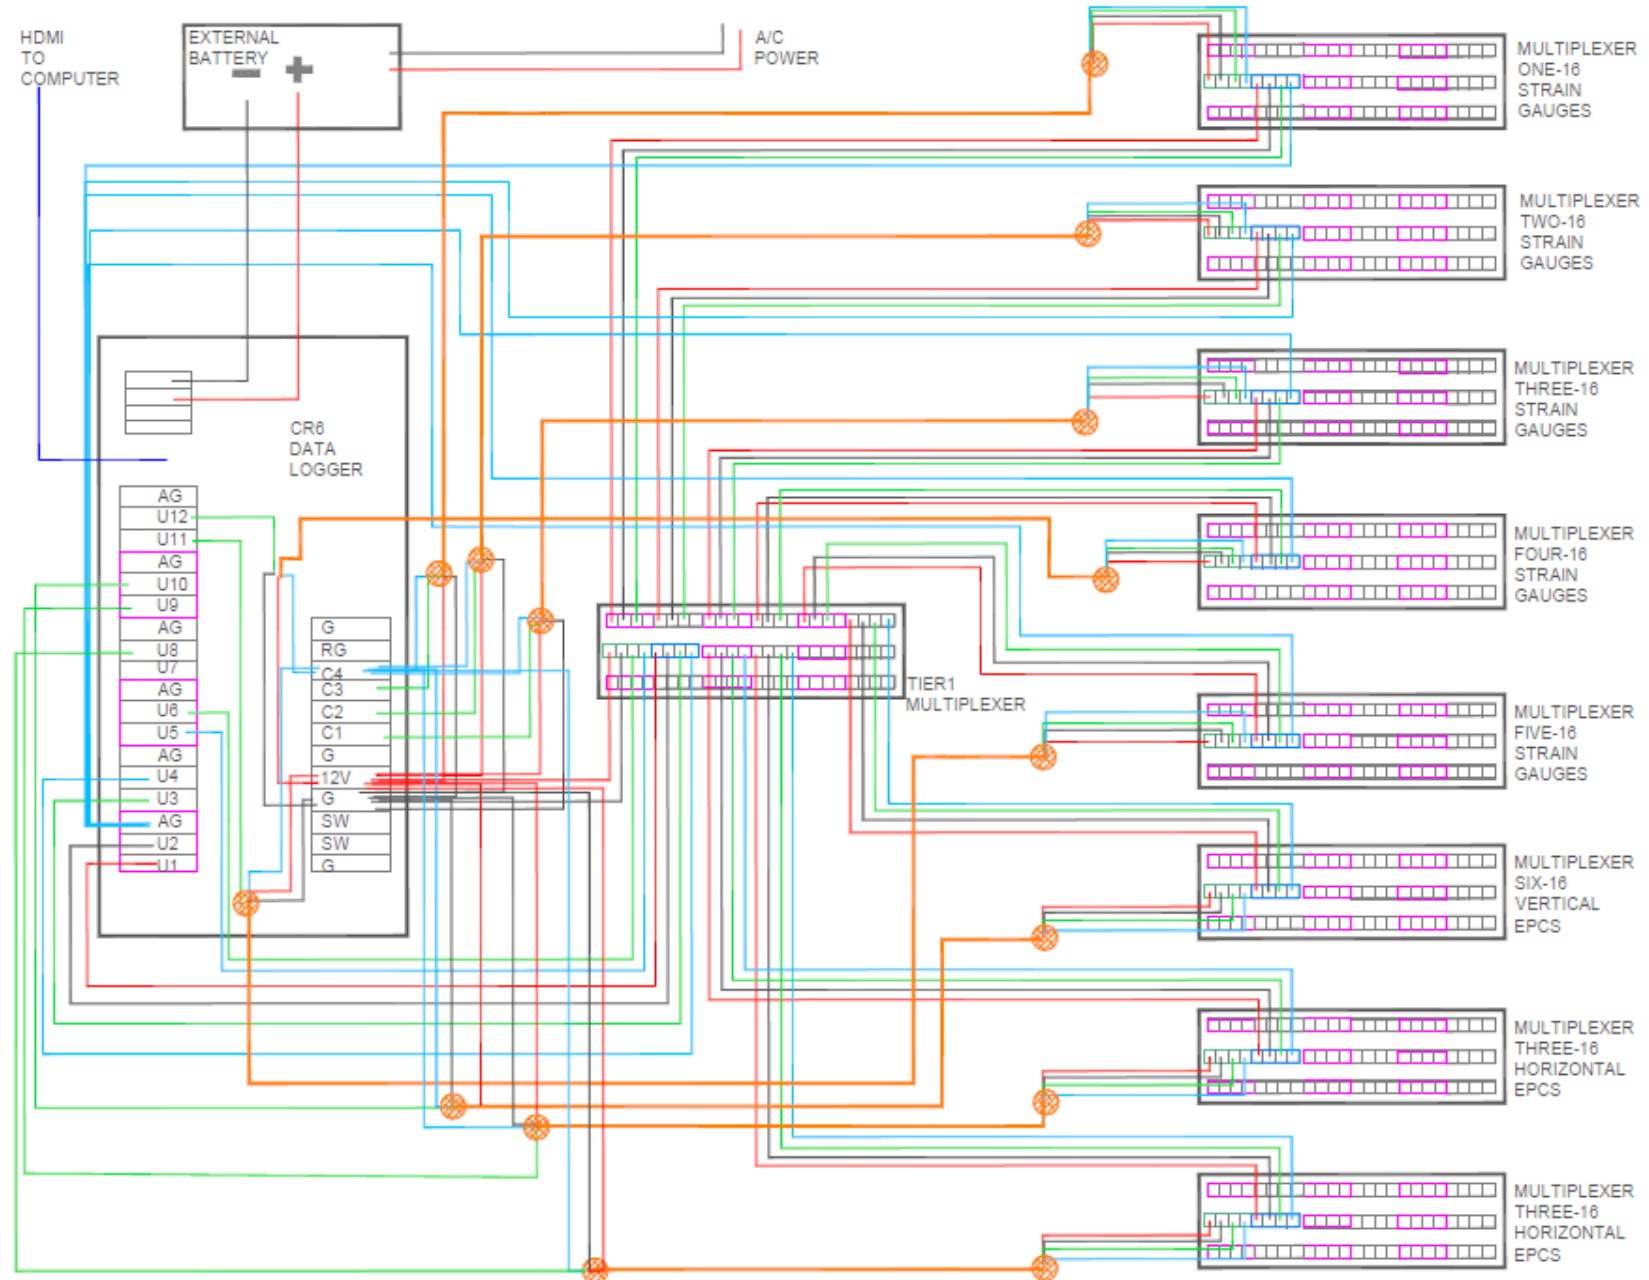 HDMI
TO
COMPUTER
EXTERNAL
BATTERY
− +
A/C
POWER
MULTIPLEXER
ONE-16
STRAIN
GAUGES
MULTIPLEXER
TWO-16
STRAIN
GAUGES
MULTIPLEXER
THREE-16
STRAIN
GAUGES
CR6
DATA
LOGGER
AG
U12
U11
AG
U10
U9
AG
U8
U7
AG
U6
U5
AG
U4
U3
AG
U2
U1
G
RG
C4
C3
C2
C1
G
12V
G
SW
SW
G
TIER1
MULTIPLEXER
MULTIPLEXER
FOUR-16
STRAIN
GAUGES
MULTIPLEXER
FIVE-16
STRAIN
GAUGES
MULTIPLEXER
SIX-16
VERTICAL
EPCS
MULTIPLEXER
THREE-16
HORIZONTAL
EPCS
MULTIPLEXER
THREE-16
HORIZONTAL
EPCS